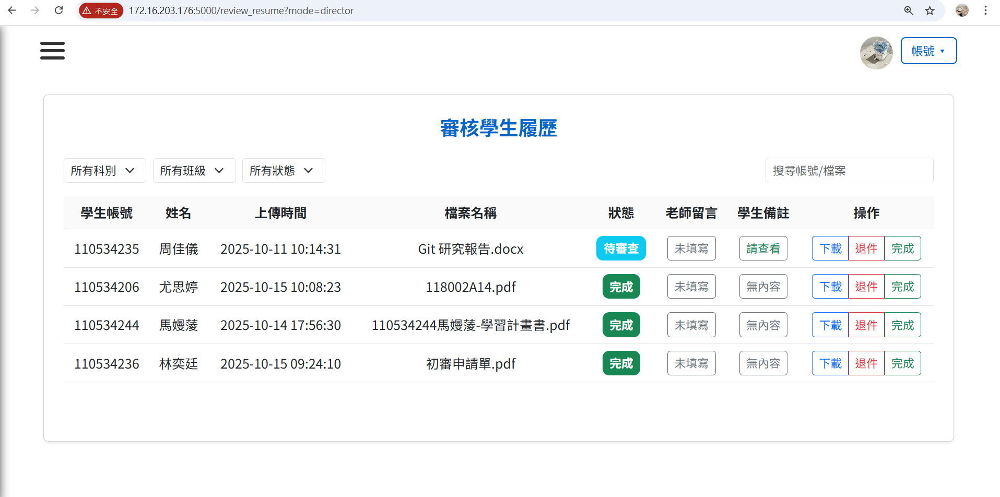 不安全 172.16.203.176:5000/review_resume?mode=director
帳號
審核學生履歷
所有科別 所有班級 所有狀態 搜尋帳號/檔案
學生帳號 姓名 上傳時間 檔案名稱 狀態 老師留言 學生備註 操作
110534235 周佳儀 2025-10-11 10:14:31 Git 研究報告.docx 待審查 未填寫 請查看 下載 退件 完成
110534206 尤思婷 2025-10-15 10:08:23 118002A14.pdf 完成 未填寫 無內容 下載 退件 完成
110534244 馬嫚蓤 2025-10-14 17:56:30 110534244馬嫚蓤-學習計畫書.pdf 完成 未填寫 無內容 下載 退件 完成
110534236 林奕廷 2025-10-15 09:24:10 初審申請單.pdf 完成 未填寫 無內容 下載 退件 完成